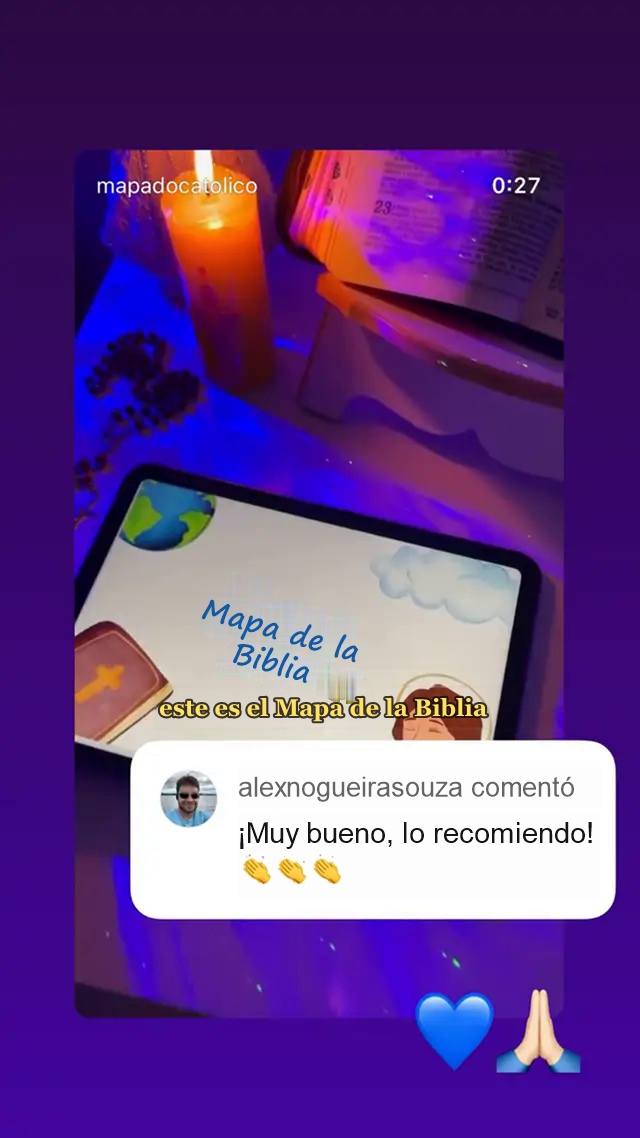 mapadocatolico
0:27
23
Mapa de la
Biblia
este es el Mapa de la Biblia
alexnogueirasouza comentó
¡Muy bueno, lo recomiendo!
👏👏👏